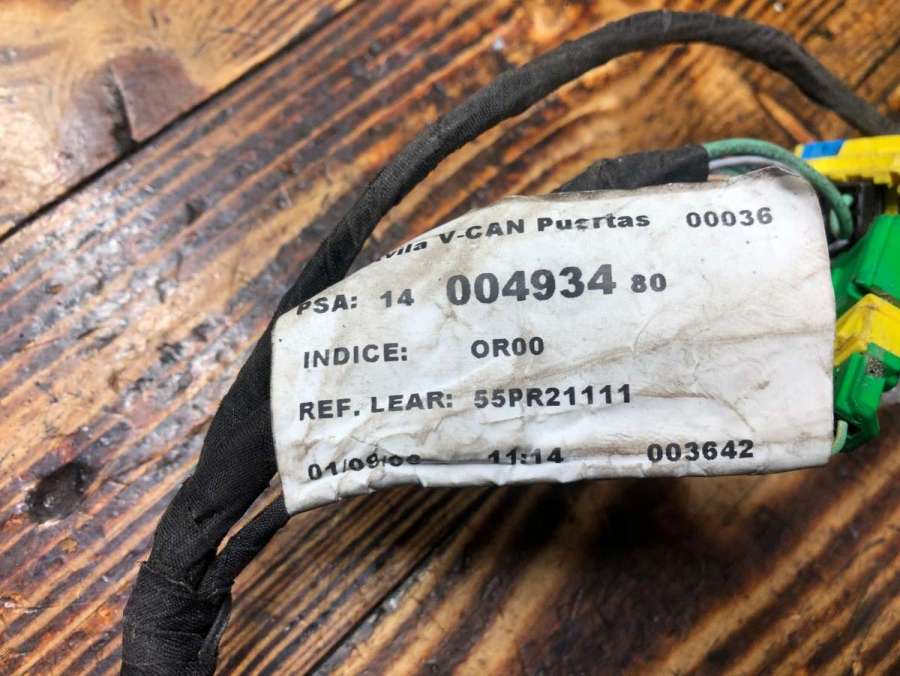 V-CAN Puertas 00036
PSA: 14 004934 80
INDICE: OR00
REF. LEAR: 55PR21111
11:14 003642